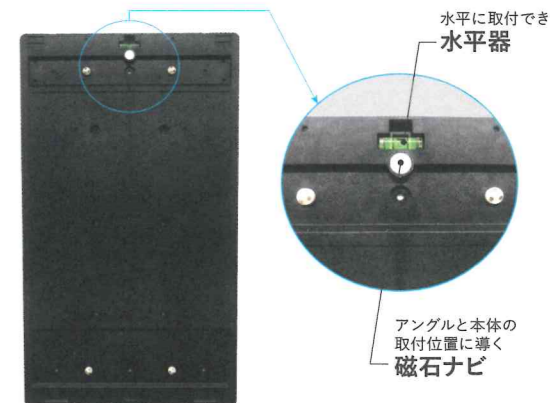 水平に取付でき
水平器
アングルと本体の
取付位置に導く
磁石ナビ